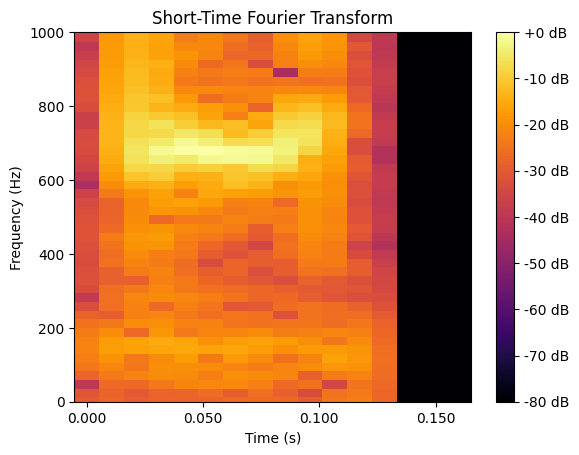 Short-Time Fourier Transform
1000
800
600
400
200
0
Frequency (Hz)
0.000
0.050
0.100
0.150
Time (s)
+0 dB
-10 dB
-20 dB
-30 dB
-40 dB
-50 dB
-60 dB
-70 dB
-80 dB